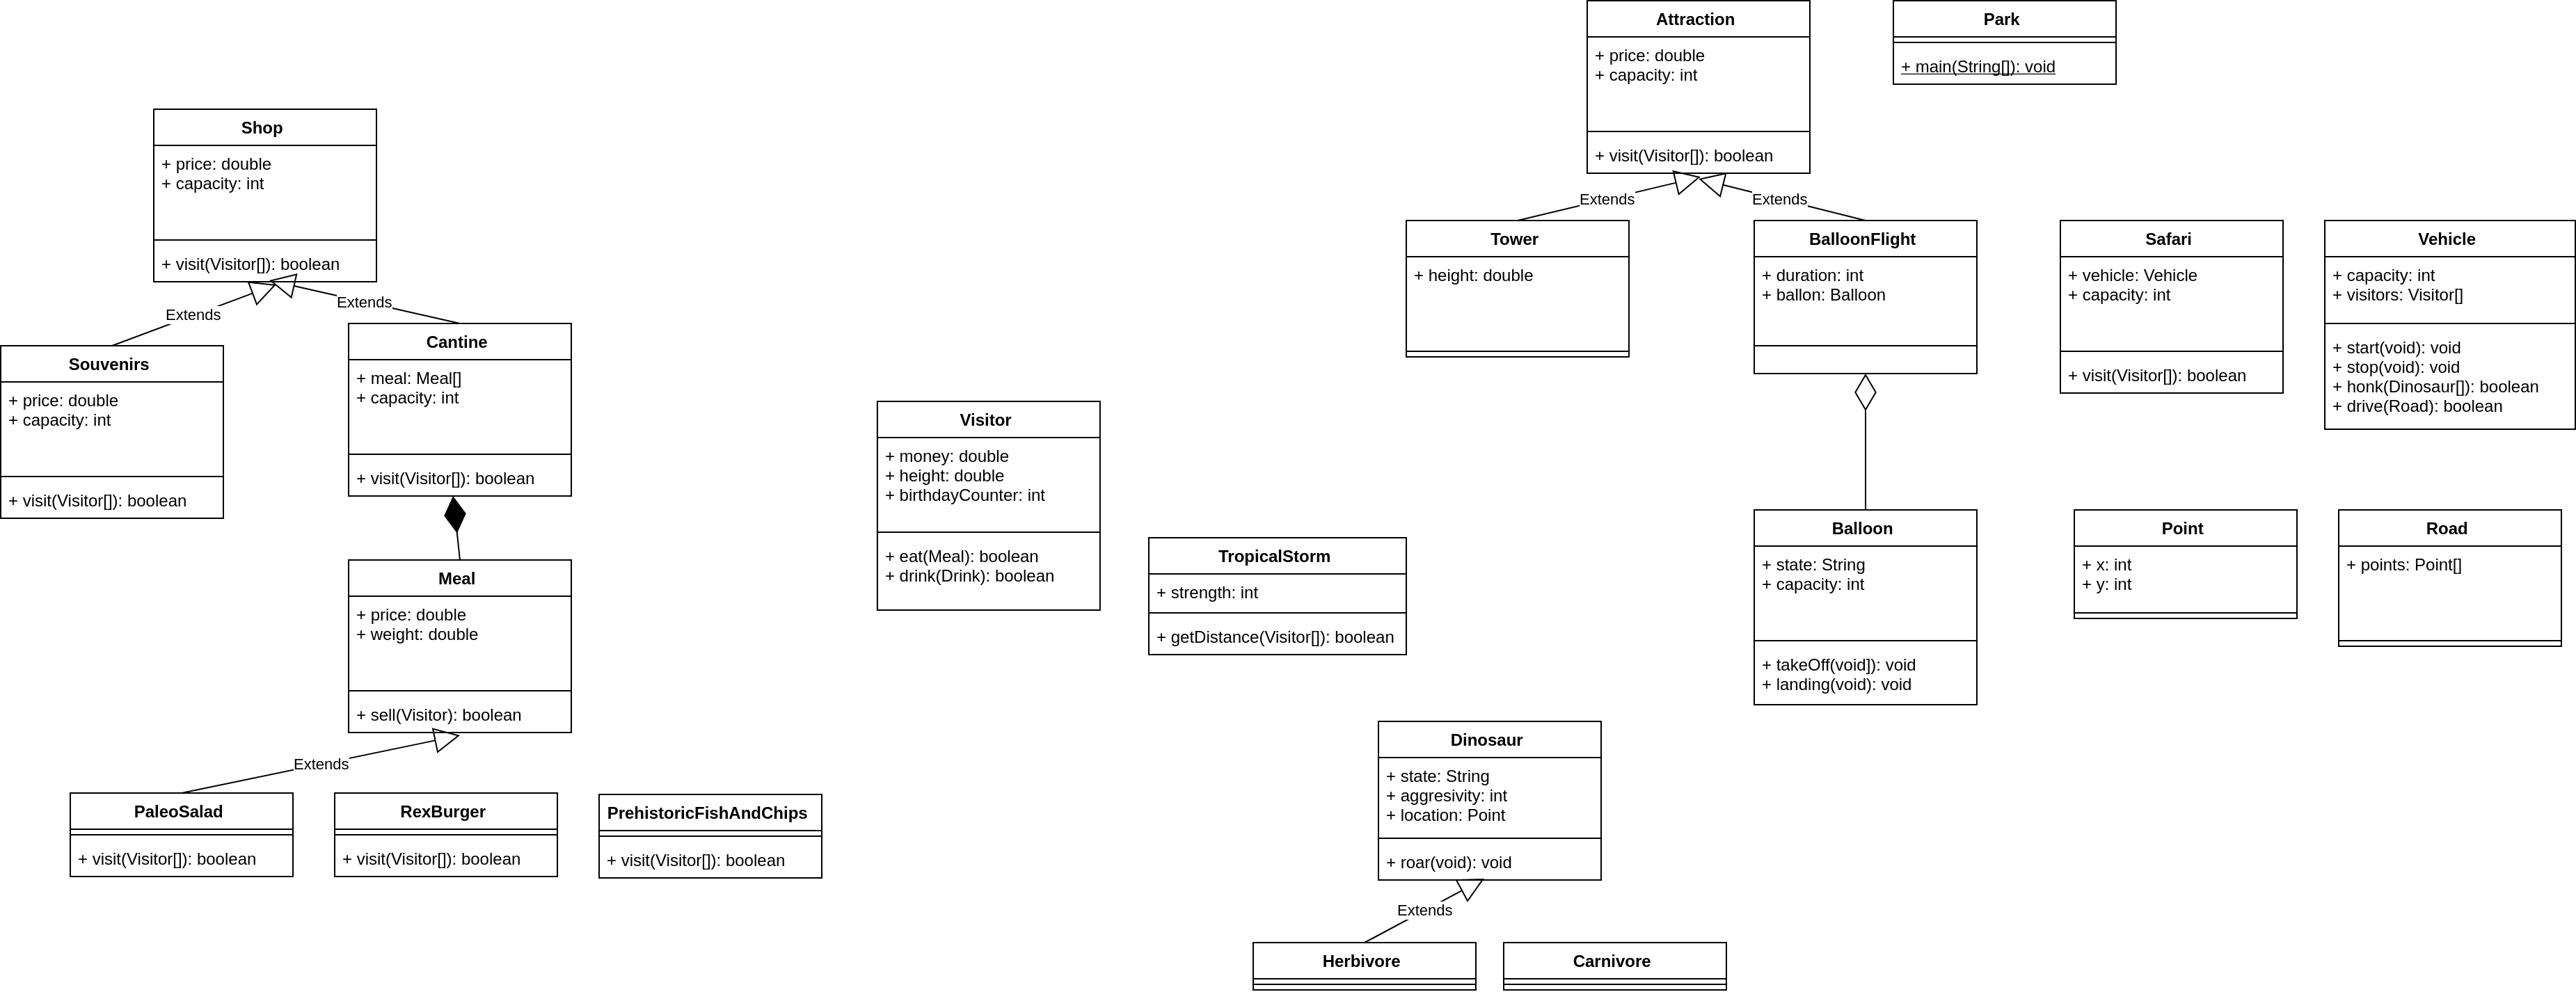 Attraction
+ price: double
+ capacity: int
+ visit(Visitor[]): boolean
Park
+ main(String[]): void
Shop
+ price: double
+ capacity: int
+ visit(Visitor[]): boolean
Extends
Extends
Extends
Extends
Souvenirs
+ price: double
+ capacity: int
+ visit(Visitor[]): boolean
Cantine
+ meal: Meal[]
+ capacity: int
+ visit(Visitor[]): boolean
Tower
+ height: double
BalloonFlight
+ duration: int
+ ballon: Balloon
Safari
+ vehicle: Vehicle
+ capacity: int
+ visit(Visitor[]): boolean
Vehicle
+ capacity: int
+ visitors: Visitor[]
+ start(void): void
+ stop(void): void
+ honk(Dinosaur[]): boolean
+ drive(Road): boolean
Visitor
+ money: double
+ height: double
+ birthdayCounter: int
+ eat(Meal): boolean
+ drink(Drink): boolean
TropicalStorm
+ strength: int
+ getDistance(Visitor[]): boolean
Balloon
+ state: String
+ capacity: int
+ takeOff(void]): void
+ landing(void): void
Point
+ x: int
+ y: int
Road
+ points: Point[]
Meal
+ price: double
+ weight: double
+ sell(Visitor): boolean
Extends
PaleoSalad
+ visit(Visitor[]): boolean
RexBurger
+ visit(Visitor[]): boolean
PrehistoricFishAndChips
+ visit(Visitor[]): boolean
Dinosaur
+ state: String
+ aggresivity: int
+ location: Point
+ roar(void): void
Extends
Herbivore
Carnivore